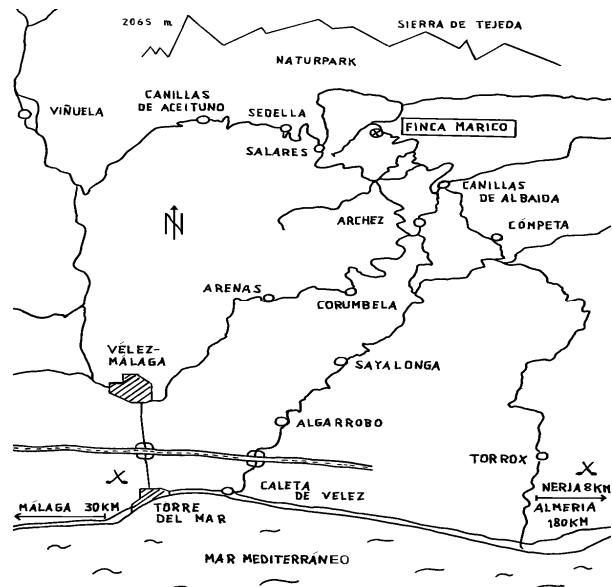 2065 m
SIERRA DE TEJEDA
NATURPARK
CANILLAS
DE ACEITUNO
VIÑUELA
SEDELLA
FINCA MARICO
SALARES
CANILLAS
DE ALBAIDA
N
ARCHEZ
CÓMPETA
ARENAS
CORUMBELA
VÉLEZ-
MÁLAGA
SAYALONGA
ALGARROBO
TORROX
CALETA
DE VELEZ
NERJA 8KM
MÁLAGA 30KM
TORRE
DEL MAR
ALMERIA
180KM
MAR MEDITERRÁNEO